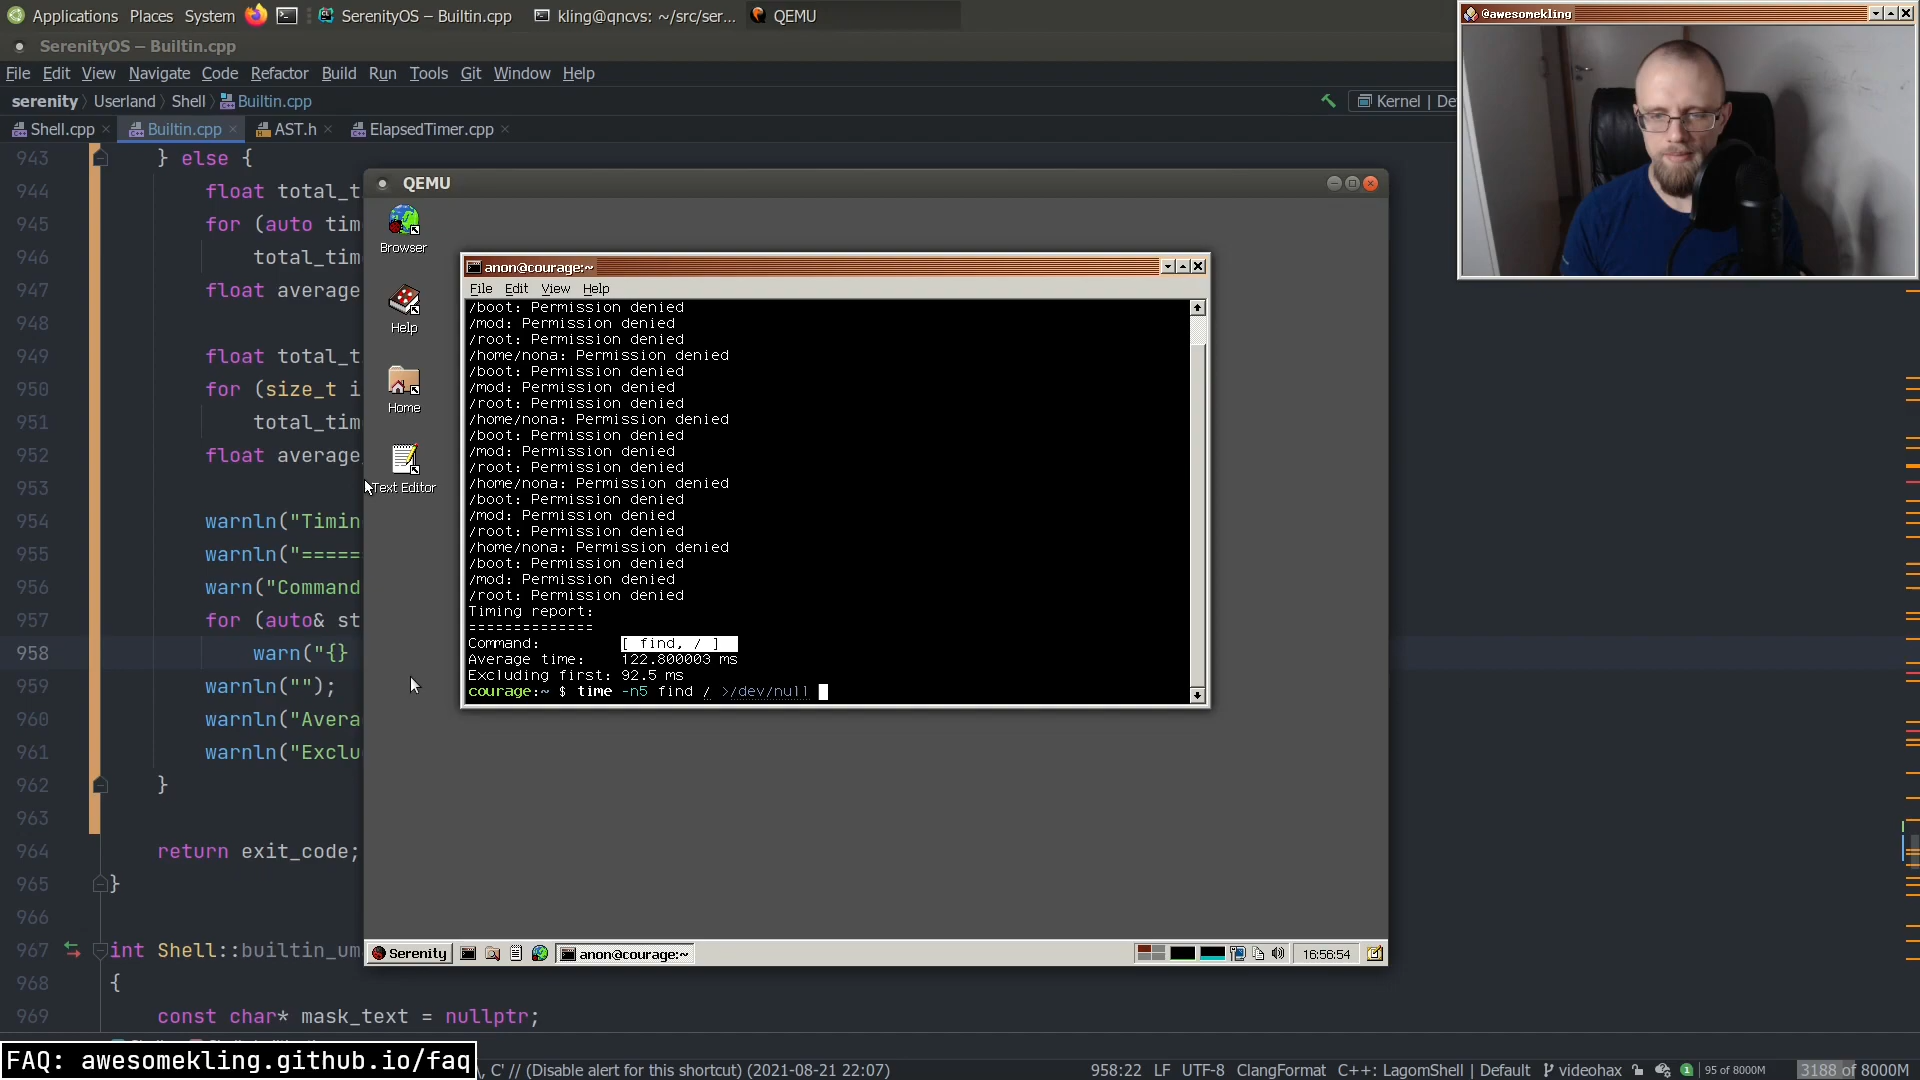 Applications Places System SerenityOS – Builtin.cpp kling@qncvs: ~/src/ser... QEMU
@awesomekling
SerenityOS – Builtin.cpp
File Edit View Navigate Code Refactor Build Run Tools Git Window Help
serenity Userland Shell Builtin.cpp Kernel | De
Shell.cpp Builtin.cpp AST.h ElapsedTimer.cpp
943 } else {
944 float total_t
945 for (auto tim
946 total_tim
947 float average
948
949 float total_t
950 for (size_t i
951 total_tim
952 float average
953
954 warnln("Timin
955 warnln("=====
956 warn("Command
957 for (auto& st
958 warn("{}
959 warnln("");
960 warnln("Avera
961 warnln("Exclu
962 }
963
964 return exit_code;
965 }
966
967 int Shell::builtin_um
968 {
969 const char* mask_text = nullptr;
QEMU
Browser
Help
Home
Text Editor
anon@courage:~
File Edit View Help
/boot: Permission denied
/mod: Permission denied
/root: Permission denied
/home/nona: Permission denied
/boot: Permission denied
/mod: Permission denied
/root: Permission denied
/home/nona: Permission denied
/boot: Permission denied
/mod: Permission denied
/root: Permission denied
/home/nona: Permission denied
/boot: Permission denied
/mod: Permission denied
/root: Permission denied
/home/nona: Permission denied
/boot: Permission denied
/mod: Permission denied
/root: Permission denied
Timing report:
==============
Command: [ find, / ]
Average time: 122.800003 ms
Excluding first: 92.5 ms
courage:~ $ time -n5 find / >/dev/null
Serenity anon@courage:~ 16:56:54
FAQ: awesomekling.github.io/faq
, C' // (Disable alert for this shortcut) (2021-08-21 22:07) 958:22 LF UTF-8 ClangFormat C++: LagomShell | Default videohax 1 95 of 8000M 3188 of 8000M